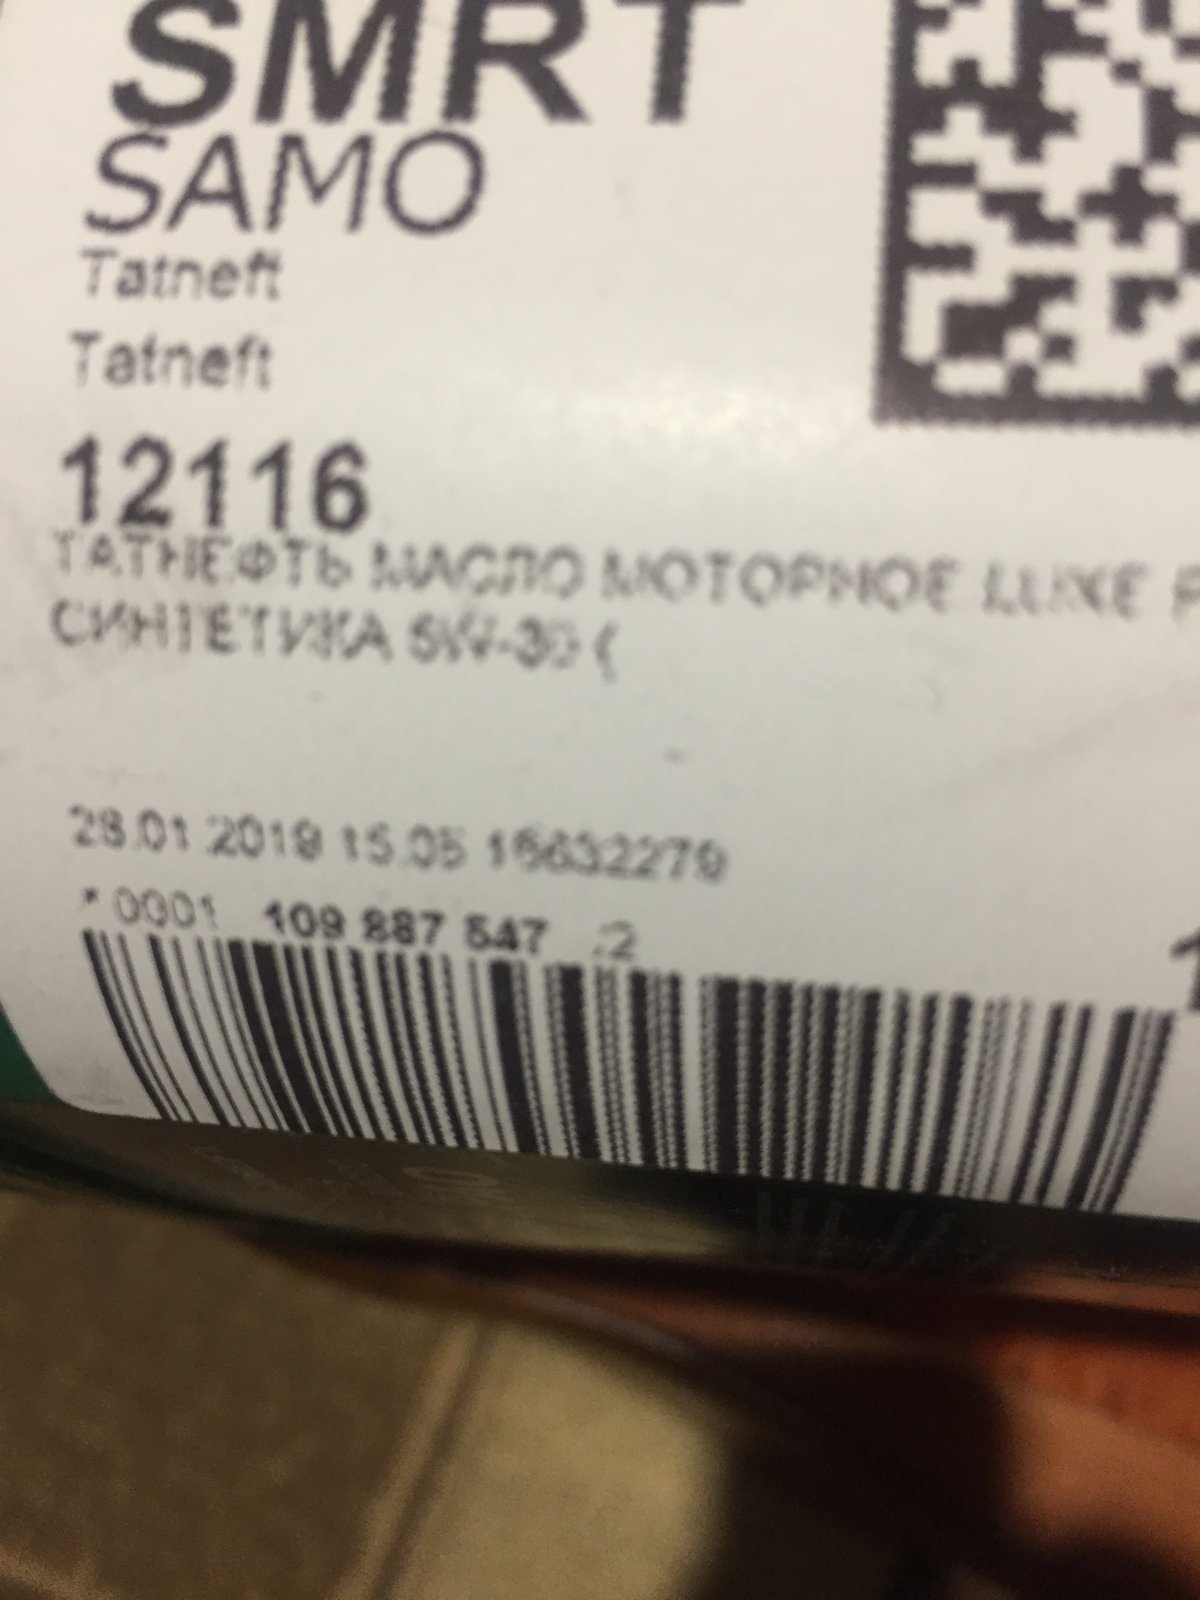 SMRT
SAMO
Tatneft
Tatneft
12116
ТАТНЕФТЬ МАСЛО МОТОРНОЕ LUXE
СИНТЕТИКА 5W-30 (
28.01.2019 15:05 16632279
* 0001 109 887 547 2